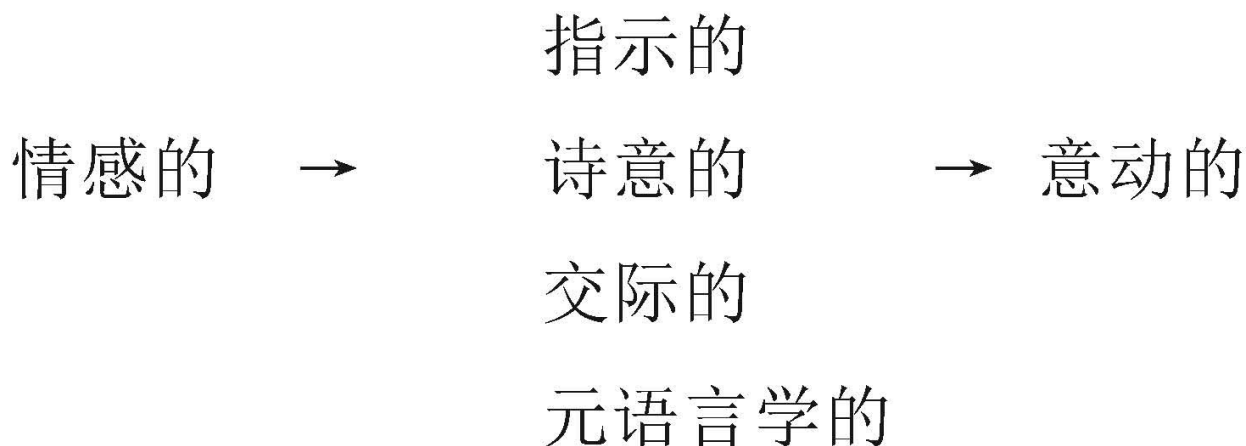 指示的
情感的 → 诗意的 → 意动的
交际的
元语言学的